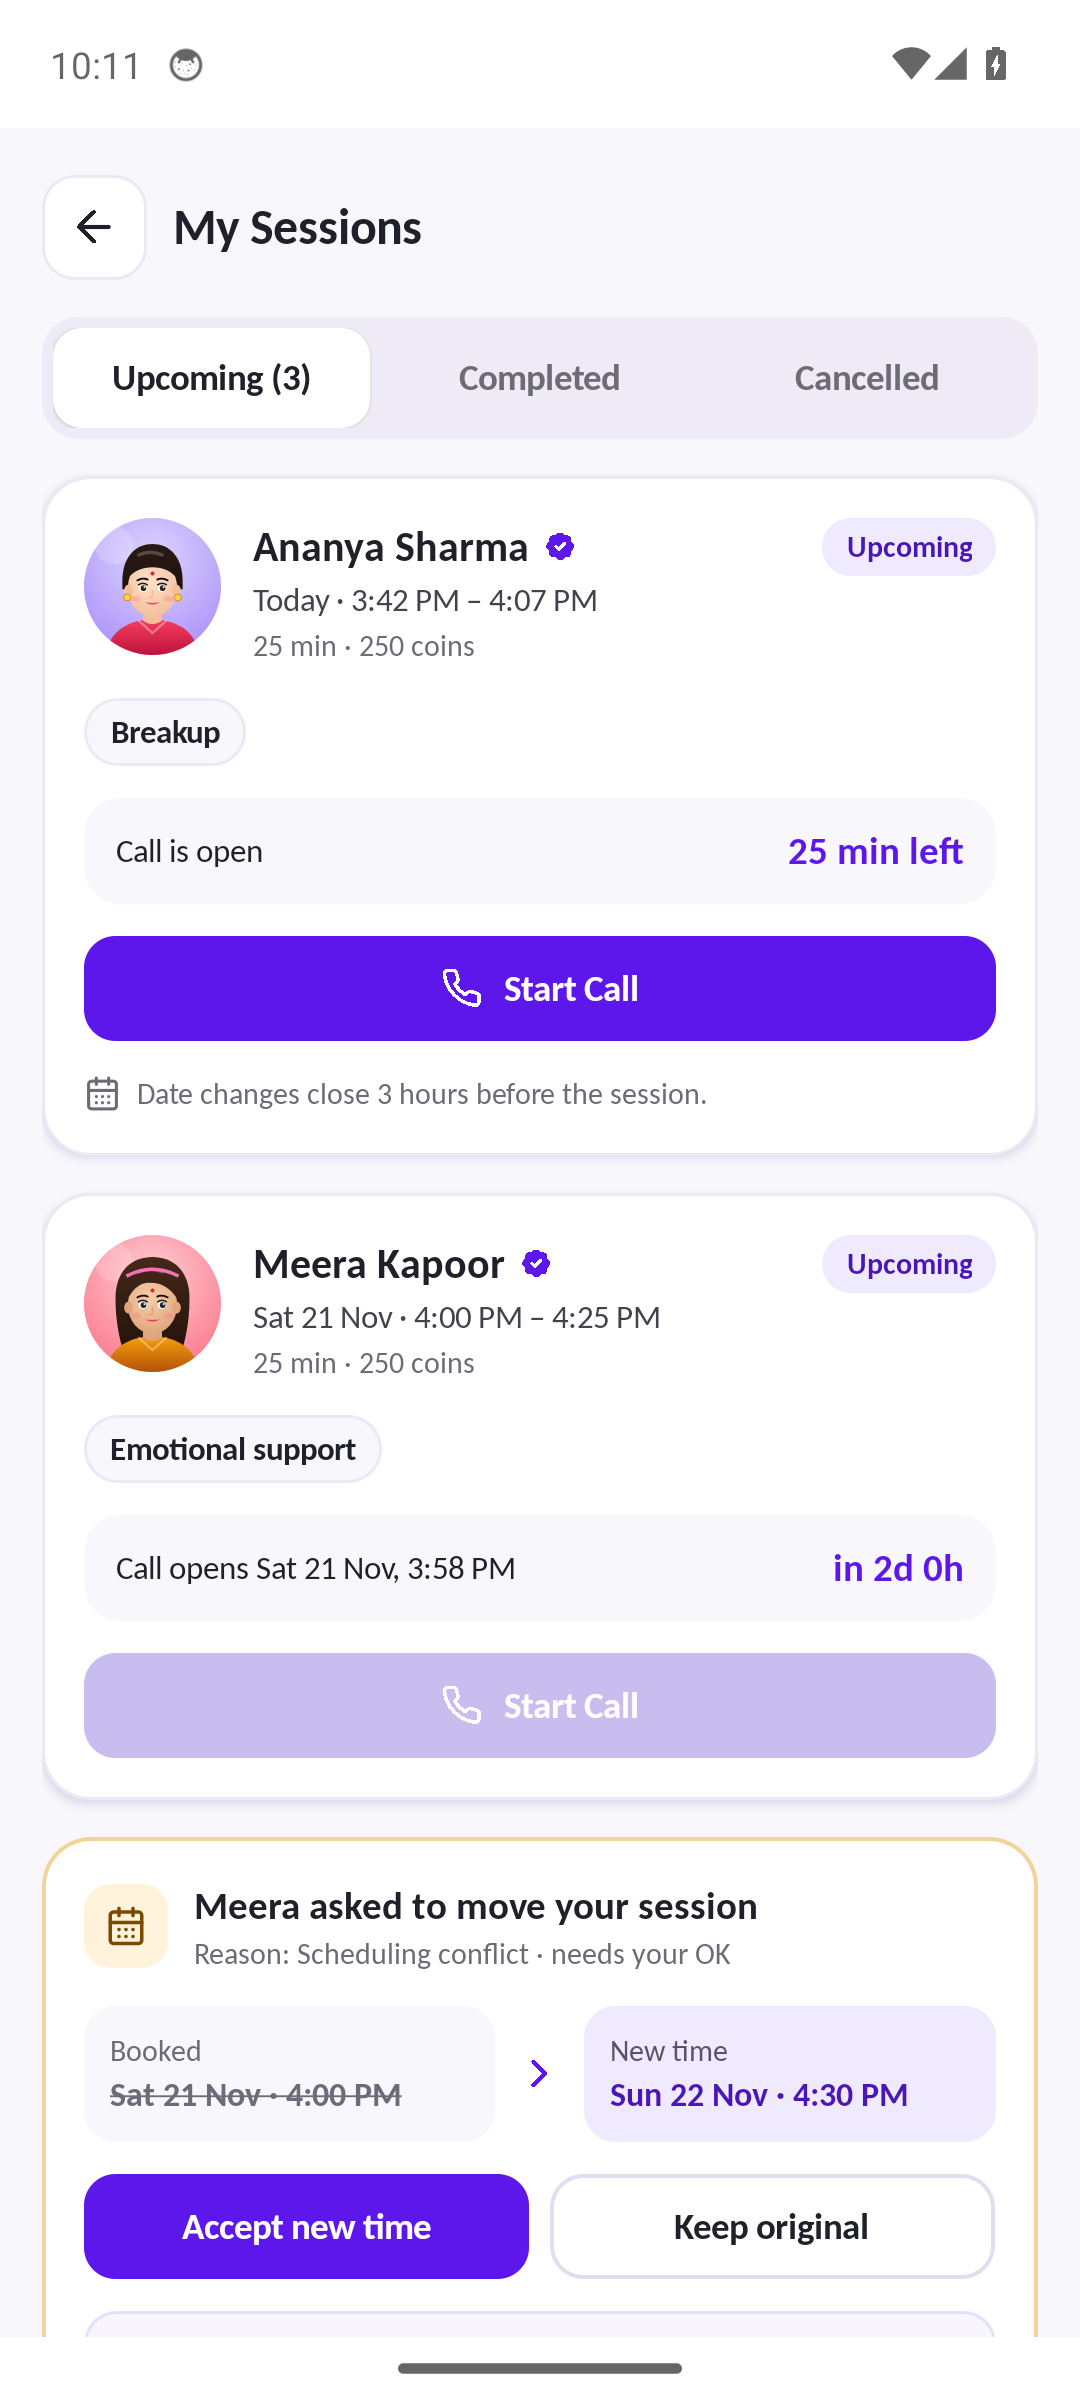 10:11
My Sessions
Upcoming (3)
Completed
Cancelled
Ananya Sharma
Upcoming
Today · 3:42 PM – 4:07 PM
25 min · 250 coins
Breakup
Call is open
25 min left
Start Call
Date changes close 3 hours before the session.
Meera Kapoor
Upcoming
Sat 21 Nov · 4:00 PM – 4:25 PM
25 min · 250 coins
Emotional support
Call opens Sat 21 Nov, 3:58 PM
in 2d 0h
Start Call
Meera asked to move your session
Reason: Scheduling conflict · needs your OK
Booked
Sat 21 Nov · 4:00 PM
New time
Sun 22 Nov · 4:30 PM
Accept new time
Keep original